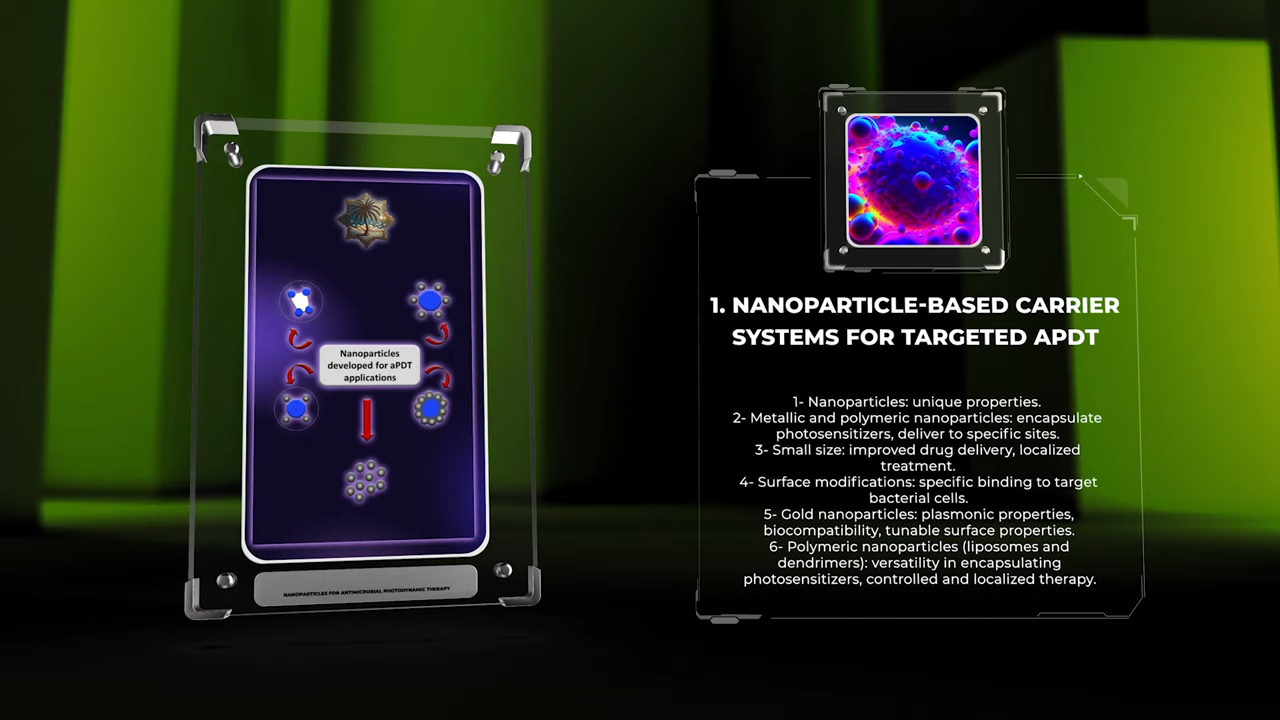 Nanoparticles
developed for aPDT
applications
NANOPARTICLES FOR ANTIMICROBIAL PHOTODYNAMIC THERAPY
1. NANOPARTICLE-BASED CARRIER
SYSTEMS FOR TARGETED APDT
1- Nanoparticles: unique properties.
2- Metallic and polymeric nanoparticles: encapsulate
photosensitizers, deliver to specific sites.
3- Small size: improved drug delivery, localized
treatment.
4- Surface modifications: specific binding to target
bacterial cells.
5- Gold nanoparticles: plasmonic properties,
biocompatibility, tunable surface properties.
6- Polymeric nanoparticles (liposomes and
dendrimers): versatility in encapsulating
photosensitizers, controlled and localized therapy.